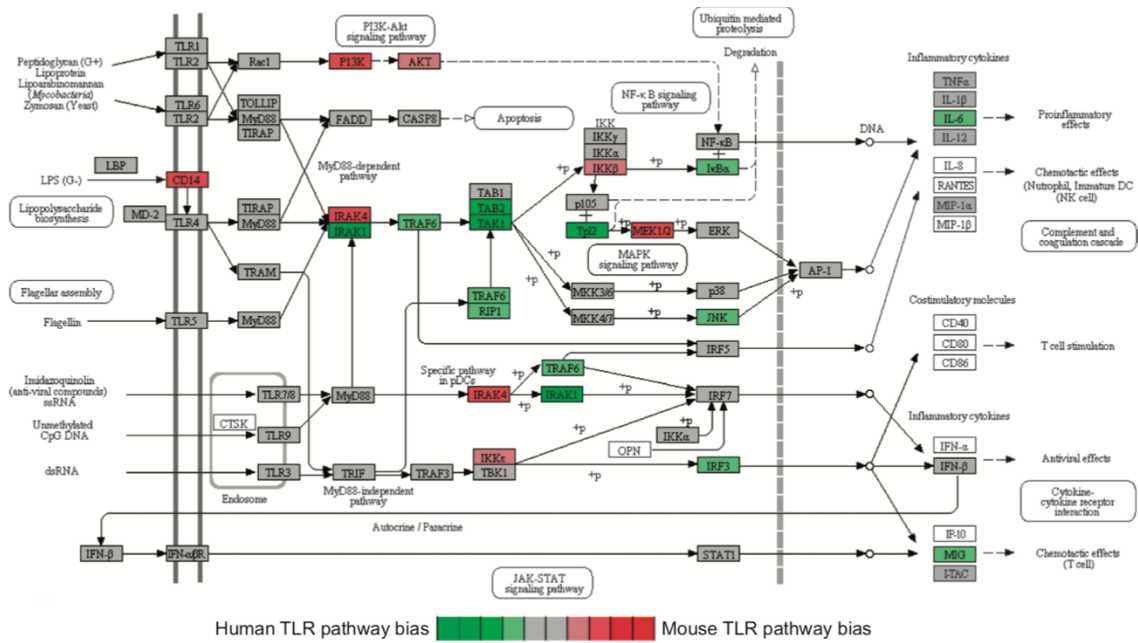 PI3K-Akt
signaling pathway
Ubiquitin mediated
proteolysis
TLR1
TLR2
Rac1
PI3K
AKT
Degradation
Inflammatory cytokines
Peptidoglycan (G+)
Lipoprotein
Lipoarabinomannan
(Mycobacteria)
Zymosan (Yeast)
TLR6
TLR2
TOLLIP
MyD88
TIRAP
FADD
CASP8
Apoptosis
NF-κB signaling
pathway
IKK
IKKγ
IKKα
IKKβ
+p
+p
NF-κB
IκBα
DNA
TNFα
IL-1β
IL-6
IL-12
Proinflammatory
effects
MyD88-dependent
pathway
LBP
LPS (G-)
CD14
IL-8
RANTES
MIP-1α
MIP-1β
Chemotactic effects
(Nutrophil, Immature DC
(NK cell)
Lipopolysaccharide
biosynthesis
MD-2
TLR4
TIRAP
MyD88
IRAK4
IRAK1
TRAF6
TAB1
TAB2
TAK1
p105
Tpl2
+p
MEK1/2
+p
ERK
Complement and
coagulation cascade
MAPK
signaling pathway
TRAM
+p
+p
+p
AP-1
Flagellar assembly
TRAF6
RIP1
MKK3/6
+p
p38
+p
Flagellin
TLR5
MyD88
MKK4/7
+p
JNK
Costimulatory molecules
CD40
CD80
CD86
T cell stimulation
IRF5
Specific pathway
in pDCs
TRAF6
Imidazoquinolin
(anti-viral compounds)
ssRNA
TLR7/8
MyD88
IRAK4
+p
+p
IRAK1
+p
IRF7
Inflammatory cytokines
Unmethylated
CpG DNA
CTSK
TLR9
+p
IKKα
+p
OPN
IFN-α
IFN-β
Antiviral effects
dsRNA
TLR3
TRIF
TRAF3
IKKε
TBK1
+p
IRF3
Endosome
MyD88-independent
pathway
Cytokine-
cytokine receptor
interaction
Autocrine / Paracrine
IFN-β
IFN-αβR
STAT1
IP-10
MIG
I-TAC
Chemotactic effects
(T cell)
JAK-STAT
signaling pathway
Human TLR pathway bias
Mouse TLR pathway bias